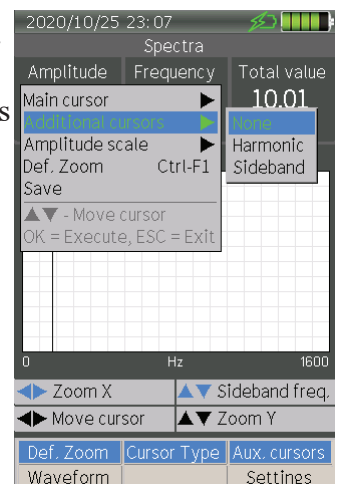 2020/10/25 23:07
Spectra
Amplitude Frequency Total value
10.01
Main cursor
Additional cursors
None
Amplitude scale
Harmonic
Def. Zoom Ctrl-F1
Sideband
Save
▲▼ - Move cursor
OK = Execute, ESC = Exit
0 Hz 1600
◀▶ Zoom X ▲▼ Sideband freq.
◀▶ Move cursor ▲▼ Zoom Y
Def. Zoom Cursor Type Aux. cursors
Waveform Settings